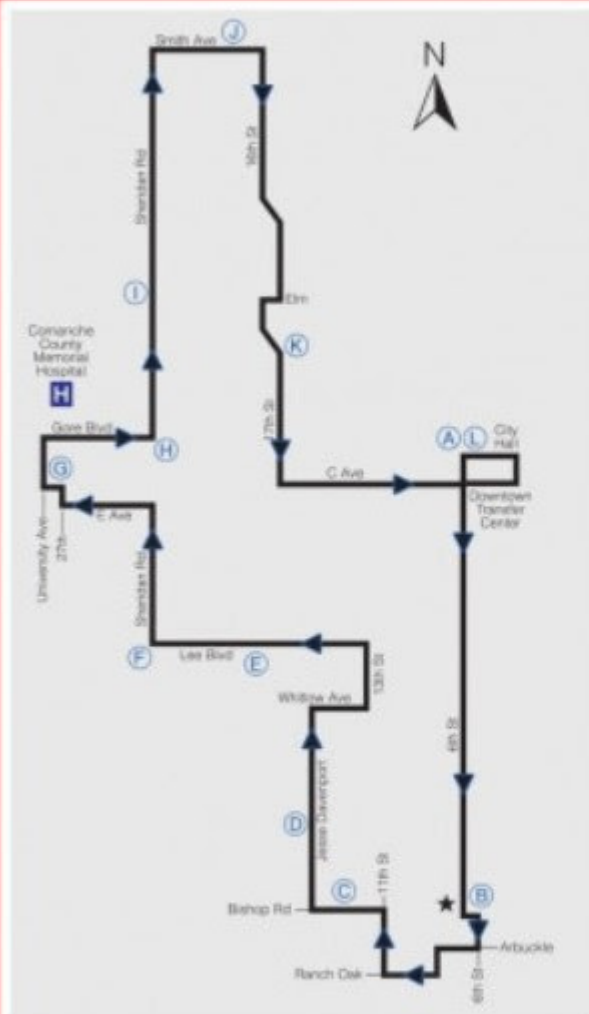 Smith Ave
J
N
16th St
Sheridan Rd
I
Elm
Comanche
County
Memorial
Hospital
H
K
Gore Blvd
H
17th St
A L
City
Hall
G
C Ave
Downtown
Transfer
Center
E Ave
University Ave
27th
Sheridan Rd
F
Lee Blvd
E
13th St
Whitlow Ave
6th St
Jesse Davenport
D
11th St
C
B
Bishop Rd
Arbuckle
Ranch Oak
6th St